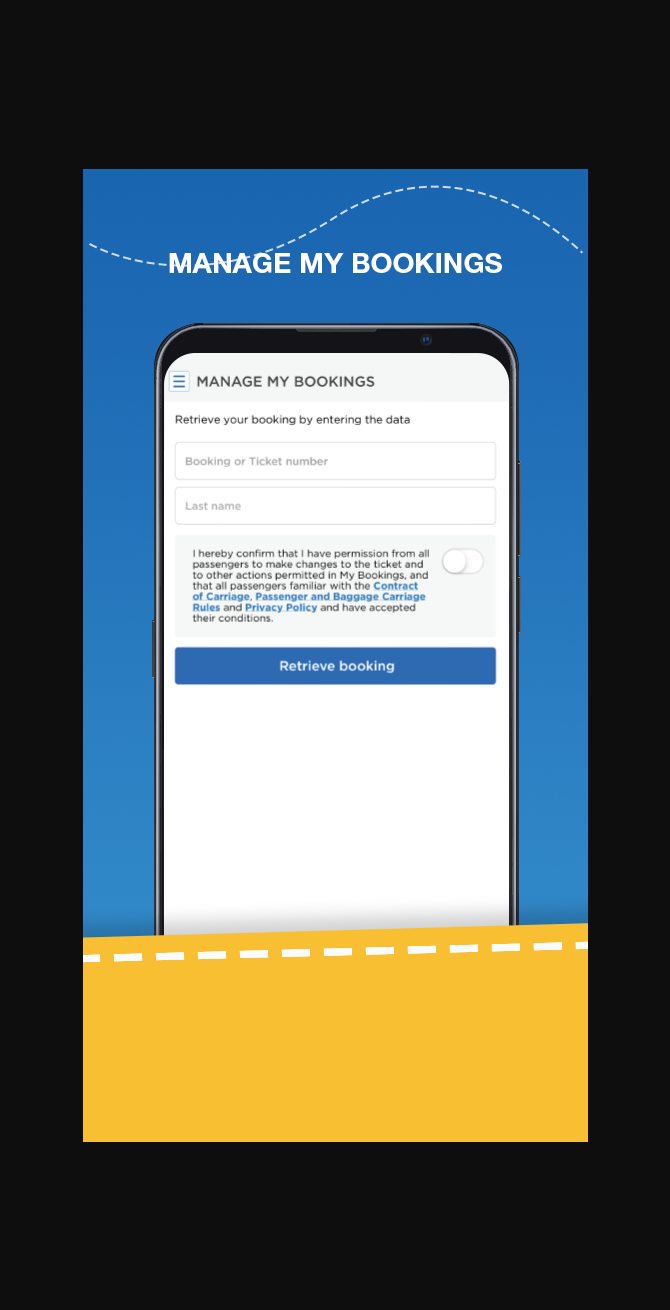 MANAGE MY BOOKINGS
MANAGE MY BOOKINGS
Retrieve your booking by entering the data
Booking or Ticket number
Last name
I hereby confirm that I have permission from all
passengers to make changes to the ticket and
to other actions permitted in My Bookings, and
that all passengers familiar with the Contract
of Carriage, Passenger and Baggage Carriage
Rules and Privacy Policy and have accepted
their conditions.
Retrieve booking